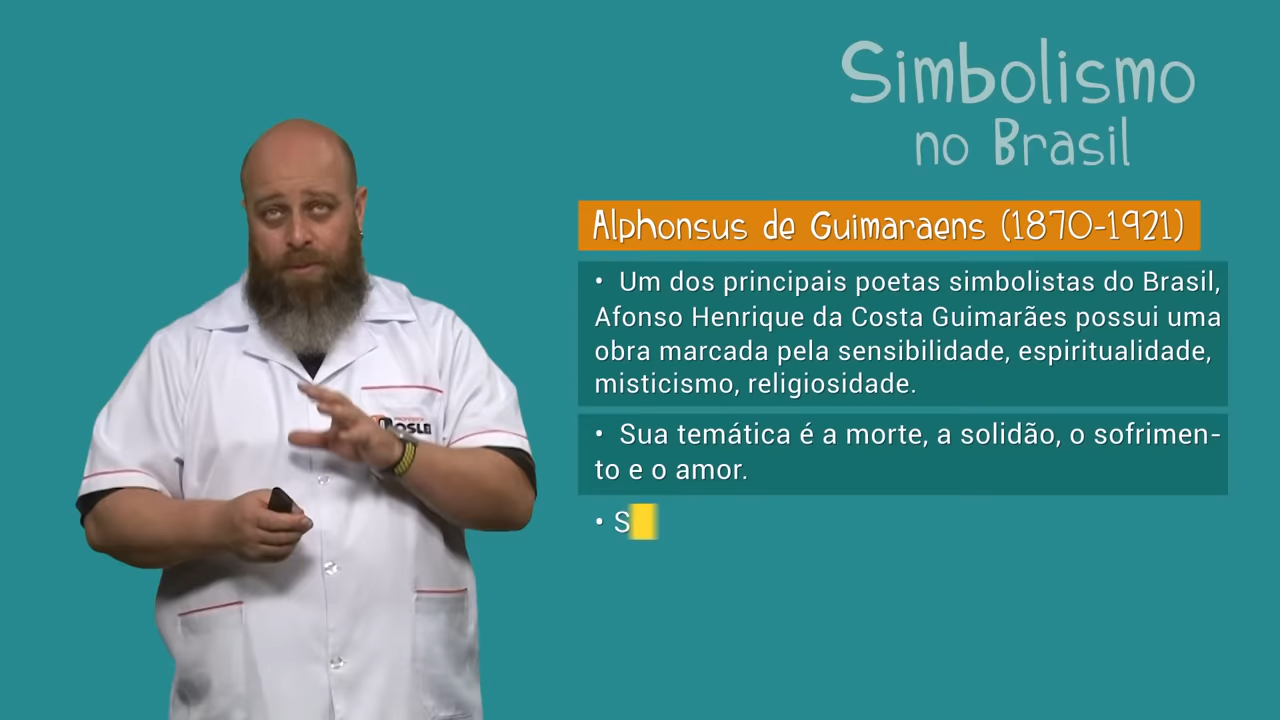 Simbolismo
no Brasil
Alphonsus de Guimaraens (1870-1921)
• Um dos principais poetas simbolistas do Brasil,
Afonso Henrique da Costa Guimarães possui uma
obra marcada pela sensibilidade, espiritualidade,
misticismo, religiosidade.
• Sua temática é a morte, a solidão, o sofrimen-
to e o amor.
• S
PROFESSOR